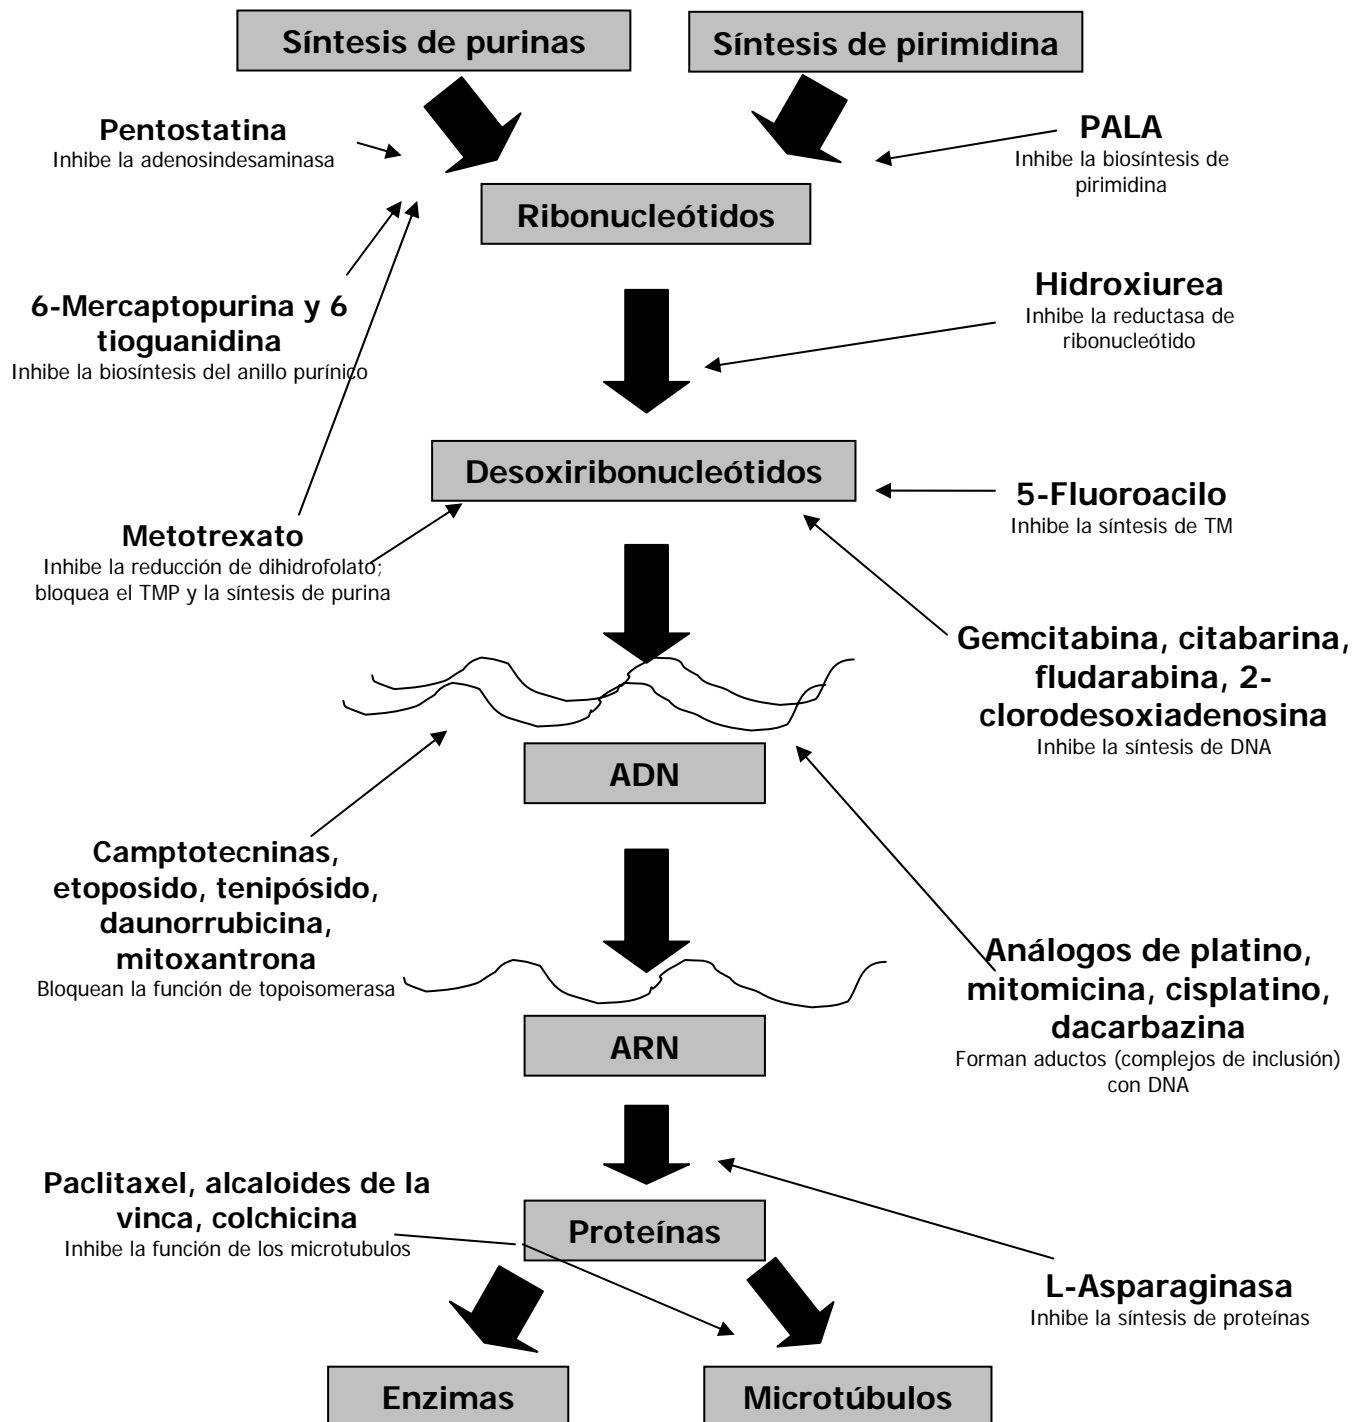 Síntesis de purinas
Síntesis de pirimidina
Pentostatina
Inhibe la adenosindesaminasa
PALA
Inhibe la biosíntesis de
pirimidina
Ribonucleótidos
6-Mercaptopurina y 6
tioguanidina
Inhibe la biosíntesis del anillo purínico
Hidroxiurea
Inhibe la reductasa de
ribonucleótido
Desoxiribonucleótidos
5-Fluoroacilo
Inhibe la síntesis de TM
Metotrexato
Inhibe la reducción de dihidrofolato;
bloquea el TMP y la síntesis de purina
Gemcitabina, citabarina,
fludarabina, 2-
clorodesoxiadenosina
Inhibe la síntesis de DNA
ADN
Camptotecninas,
etoposido, tenipósido,
daunorrubicina,
mitoxantrona
Bloquean la función de topoisomerasa
Análogos de platino,
mitomicina, cisplatino,
dacarbazina
Forman aductos (complejos de inclusión)
con DNA
ARN
Paclitaxel, alcaloides de la
vinca, colchicina
Inhibe la función de los microtubulos
Proteínas
L-Asparaginasa
Inhibe la síntesis de proteínas
Enzimas
Microtúbulos